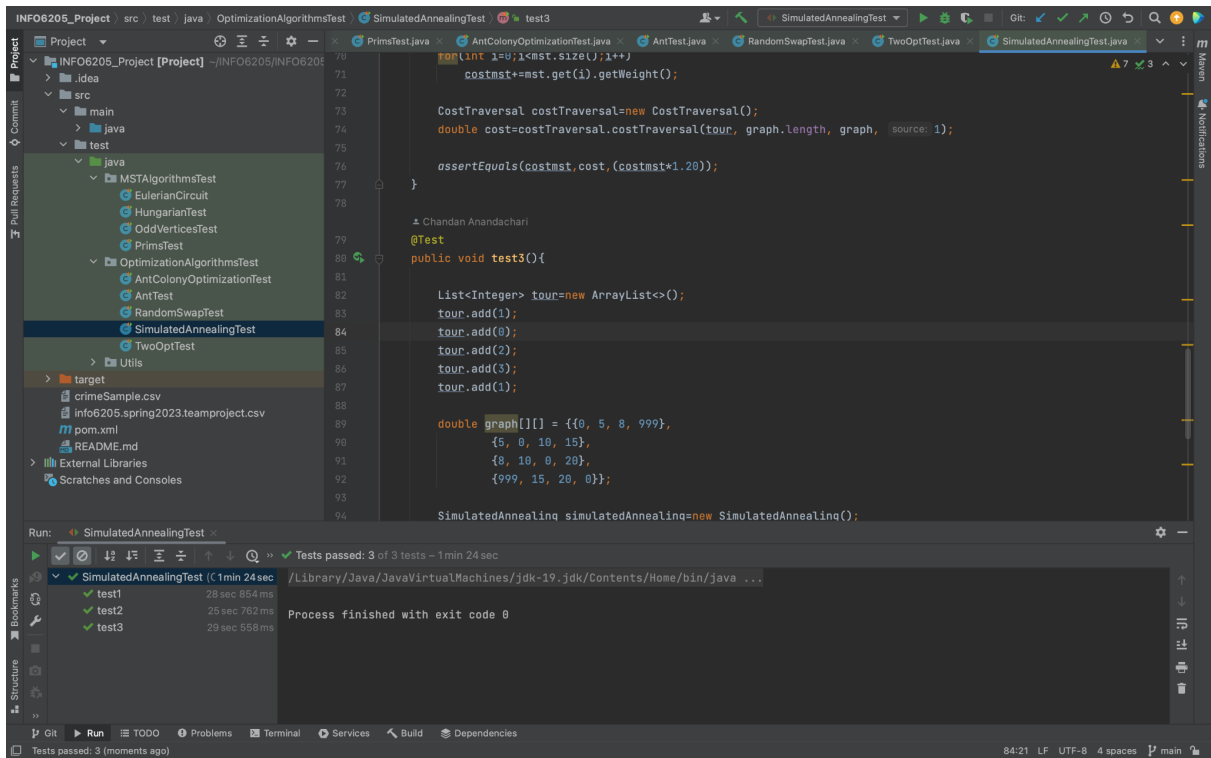 INFO6205_Project > src > test > java > OptimizationAlgorithmsTest > SimulatedAnnealingTest > test3
SimulatedAnnealingTest
Git:
Project
PrimsTest.java
AntColonyOptimizationTest.java
AntTest.java
RandomSwapTest.java
TwoOptTest.java
SimulatedAnnealingTest.java
INFO6205_Project [Project] ~/INFO6205/INFO6205
.idea
src
main
java
test
java
MSTAlgorithmsTest
EulerianCircuit
HungarianTest
OddVerticesTest
PrimsTest
OptimizationAlgorithmsTest
AntColonyOptimizationTest
AntTest
RandomSwapTest
SimulatedAnnealingTest
TwoOptTest
Utils
target
crimeSample.csv
info6205.spring2023.teamproject.csv
pom.xml
README.md
External Libraries
Scratches and Consoles
Project
Commit
Pull Requests
Bookmarks
Structure
70 for(int i=0;i<mst.size();i++)
71 costmst+=mst.get(i).getWeight();
72
73 CostTraversal costTraversal=new CostTraversal();
74 double cost=costTraversal.costTraversal(tour, graph.length, graph, source: 1);
75
76 assertEquals(costmst,cost,(costmst*1.20));
77 }
78
Chandan Anandachari
79 @Test
80 public void test3(){
81
82 List<Integer> tour=new ArrayList<>();
83 tour.add(1);
84 tour.add(0);
85 tour.add(2);
86 tour.add(3);
87 tour.add(1);
88
89 double graph[][] = {{0, 5, 8, 999},
90 {5, 0, 10, 15},
91 {8, 10, 0, 20},
92 {999, 15, 20, 0}};
93
94 SimulatedAnnealing simulatedAnnealing=new SimulatedAnnealing();
7 3
Maven
Notifications
Run: SimulatedAnnealingTest
Tests passed: 3 of 3 tests – 1 min 24 sec
SimulatedAnnealingTest ( 1 min 24 sec
test1 28 sec 854 ms
test2 25 sec 762 ms
test3 29 sec 558 ms
/Library/Java/JavaVirtualMachines/jdk-19.jdk/Contents/Home/bin/java ...
Process finished with exit code 0
Git Run TODO Problems Terminal Services Build Dependencies
Tests passed: 3 (moments ago)
84:21 LF UTF-8 4 spaces main